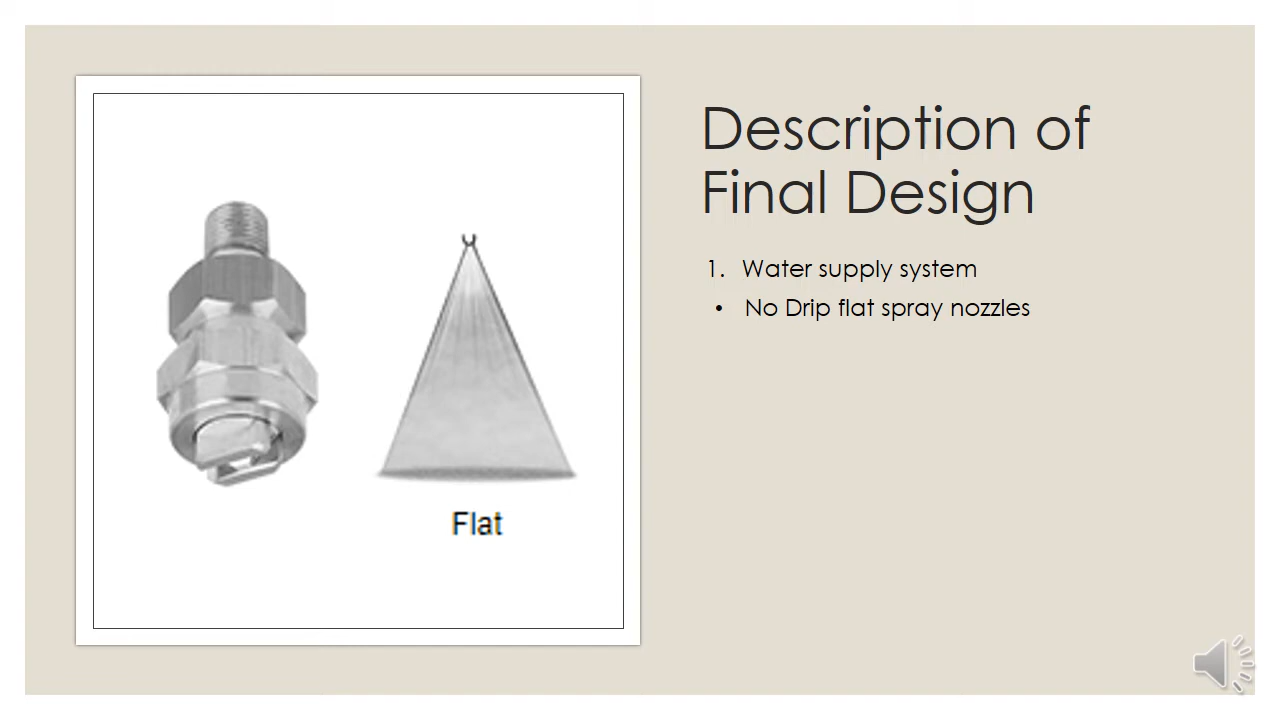 Description of
Final Design
1. Water supply system
• No Drip flat spray nozzles
Flat